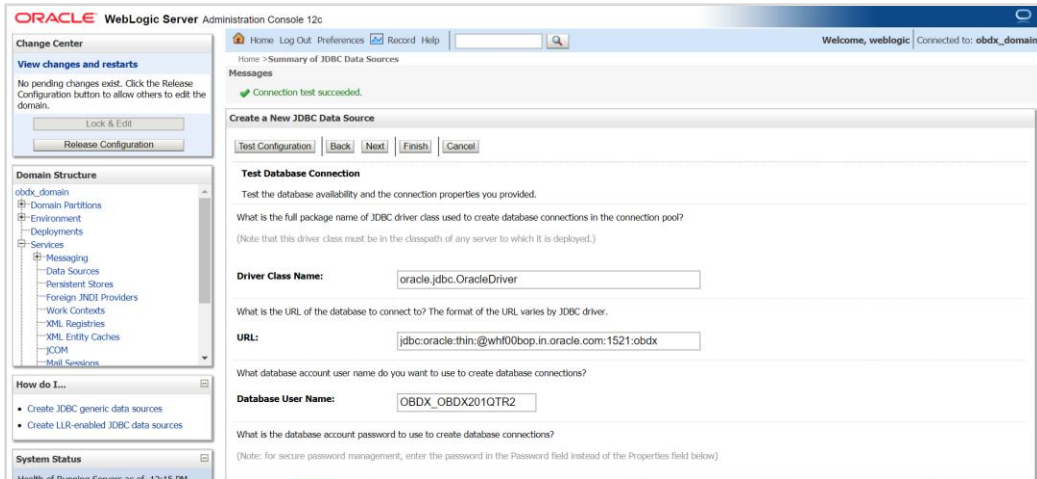 ORACLE WebLogic Server Administration Console 12c
Change Center
View changes and restarts
No pending changes exist. Click the Release
Configuration button to allow others to edit the
domain.
Lock & Edit
Release Configuration
Domain Structure
obdx_domain
Domain Partitions
Environment
Deployments
Services
Messaging
Data Sources
Persistent Stores
Foreign JNDI Providers
Work Contexts
XML Registries
XML Entity Caches
jCOM
Mail Sessions
How do I...
Create JDBC generic data sources
Create LLR-enabled JDBC data sources
System Status
Health of Running Servers as of 12:15 PM
Home Log Out Preferences Record Help
Welcome, weblogic Connected to: obdx_domain
Home >Summary of JDBC Data Sources
Messages
Connection test succeeded.
Create a New JDBC Data Source
Test Configuration Back Next Finish Cancel
Test Database Connection
Test the database availability and the connection properties you provided.
What is the full package name of JDBC driver class used to create database connections in the connection pool?
(Note that this driver class must be in the classpath of any server to which it is deployed.)
Driver Class Name: oracle.jdbc.OracleDriver
What is the URL of the database to connect to? The format of the URL varies by JDBC driver.
URL: jdbc:oracle:thin:@whf00bop.in.oracle.com:1521:obdx
What database account user name do you want to use to create database connections?
Database User Name: OBDX_OBDX201QTR2
What is the database account password to use to create database connections?
(Note: for secure password management, enter the password in the Password field instead of the Properties field below)